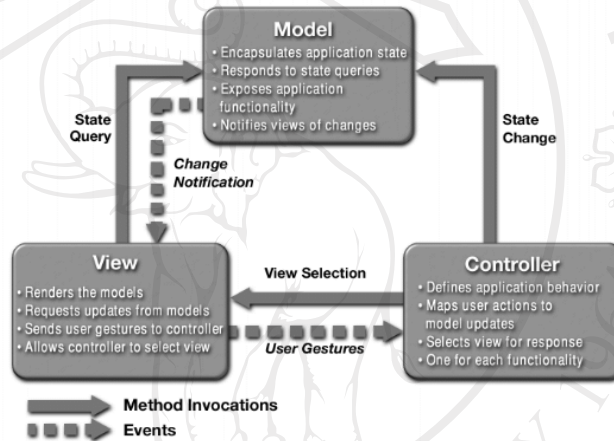 Model
• Encapsulates application state
• Responds to state queries
• Exposes application
functionality
• Notifies views of changes
State
Query
State
Change
Change
Notification
View
• Renders the models
• Requests updates from models
• Sends user gestures to controller
• Allows controller to select view
View Selection
User Gestures
Controller
• Defines application behavior
• Maps user actions to
model updates
• Selects view for response
• One for each functionality
Method Invocations
Events